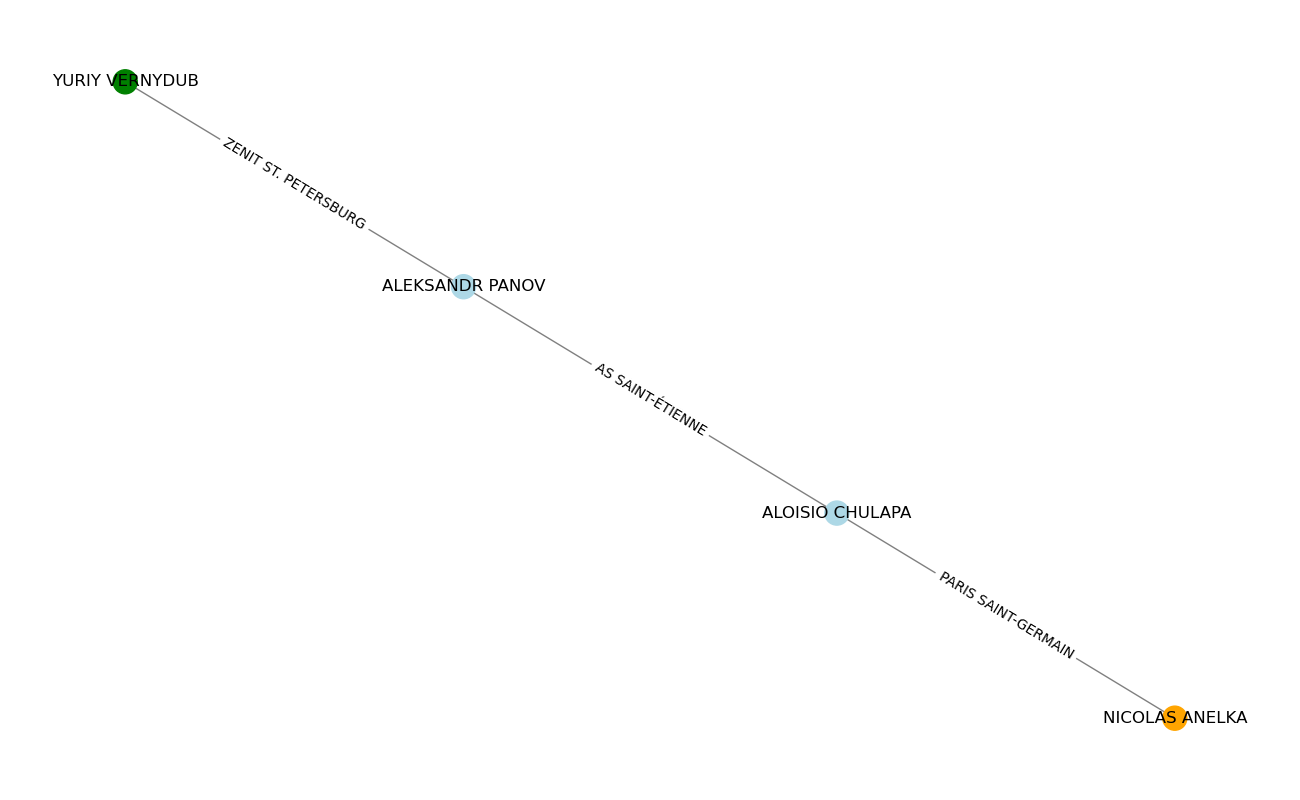 YURIY VERNYDUB
ZENIT ST. PETERSBURG
ALEKSANDR PANOV
AS SAINT-ÉTIENNE
ALOISIO CHULAPA
PARIS SAINT-GERMAIN
NICOLAS ANELKA